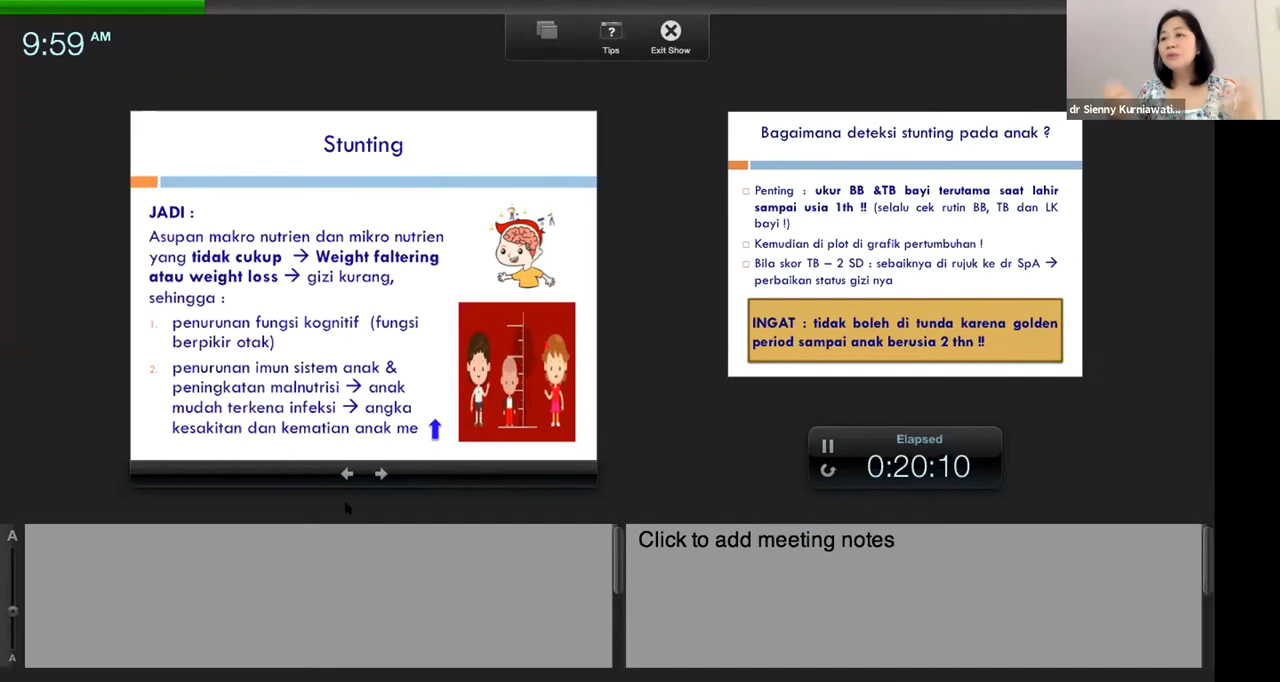 9:59 AM
Tips
Exit Show
dr Sienny Kurniawati...
Stunting
JADI :
Asupan makro nutrien dan mikro nutrien
yang tidak cukup → Weight faltering
atau weight loss → gizi kurang,
sehingga :
1. penurunan fungsi kognitif (fungsi
berpikir otak)
2. penurunan imun sistem anak &
peningkatan malnutrisi → anak
mudah terkena infeksi → angka
kesakitan dan kematian anak me
Bagaimana deteksi stunting pada anak ?
Penting : ukur BB &TB bayi terutama saat lahir
sampai usia 1th !! (selalu cek rutin BB, TB dan LK
bayi !)
Kemudian di plot di grafik pertumbuhan !
Bila skor TB – 2 SD : sebaiknya di rujuk ke dr SpA →
perbaikan status gizi nya
INGAT : tidak boleh di tunda karena golden
period sampai anak berusia 2 thn !!
Elapsed
0:20:10
A
A
Click to add meeting notes